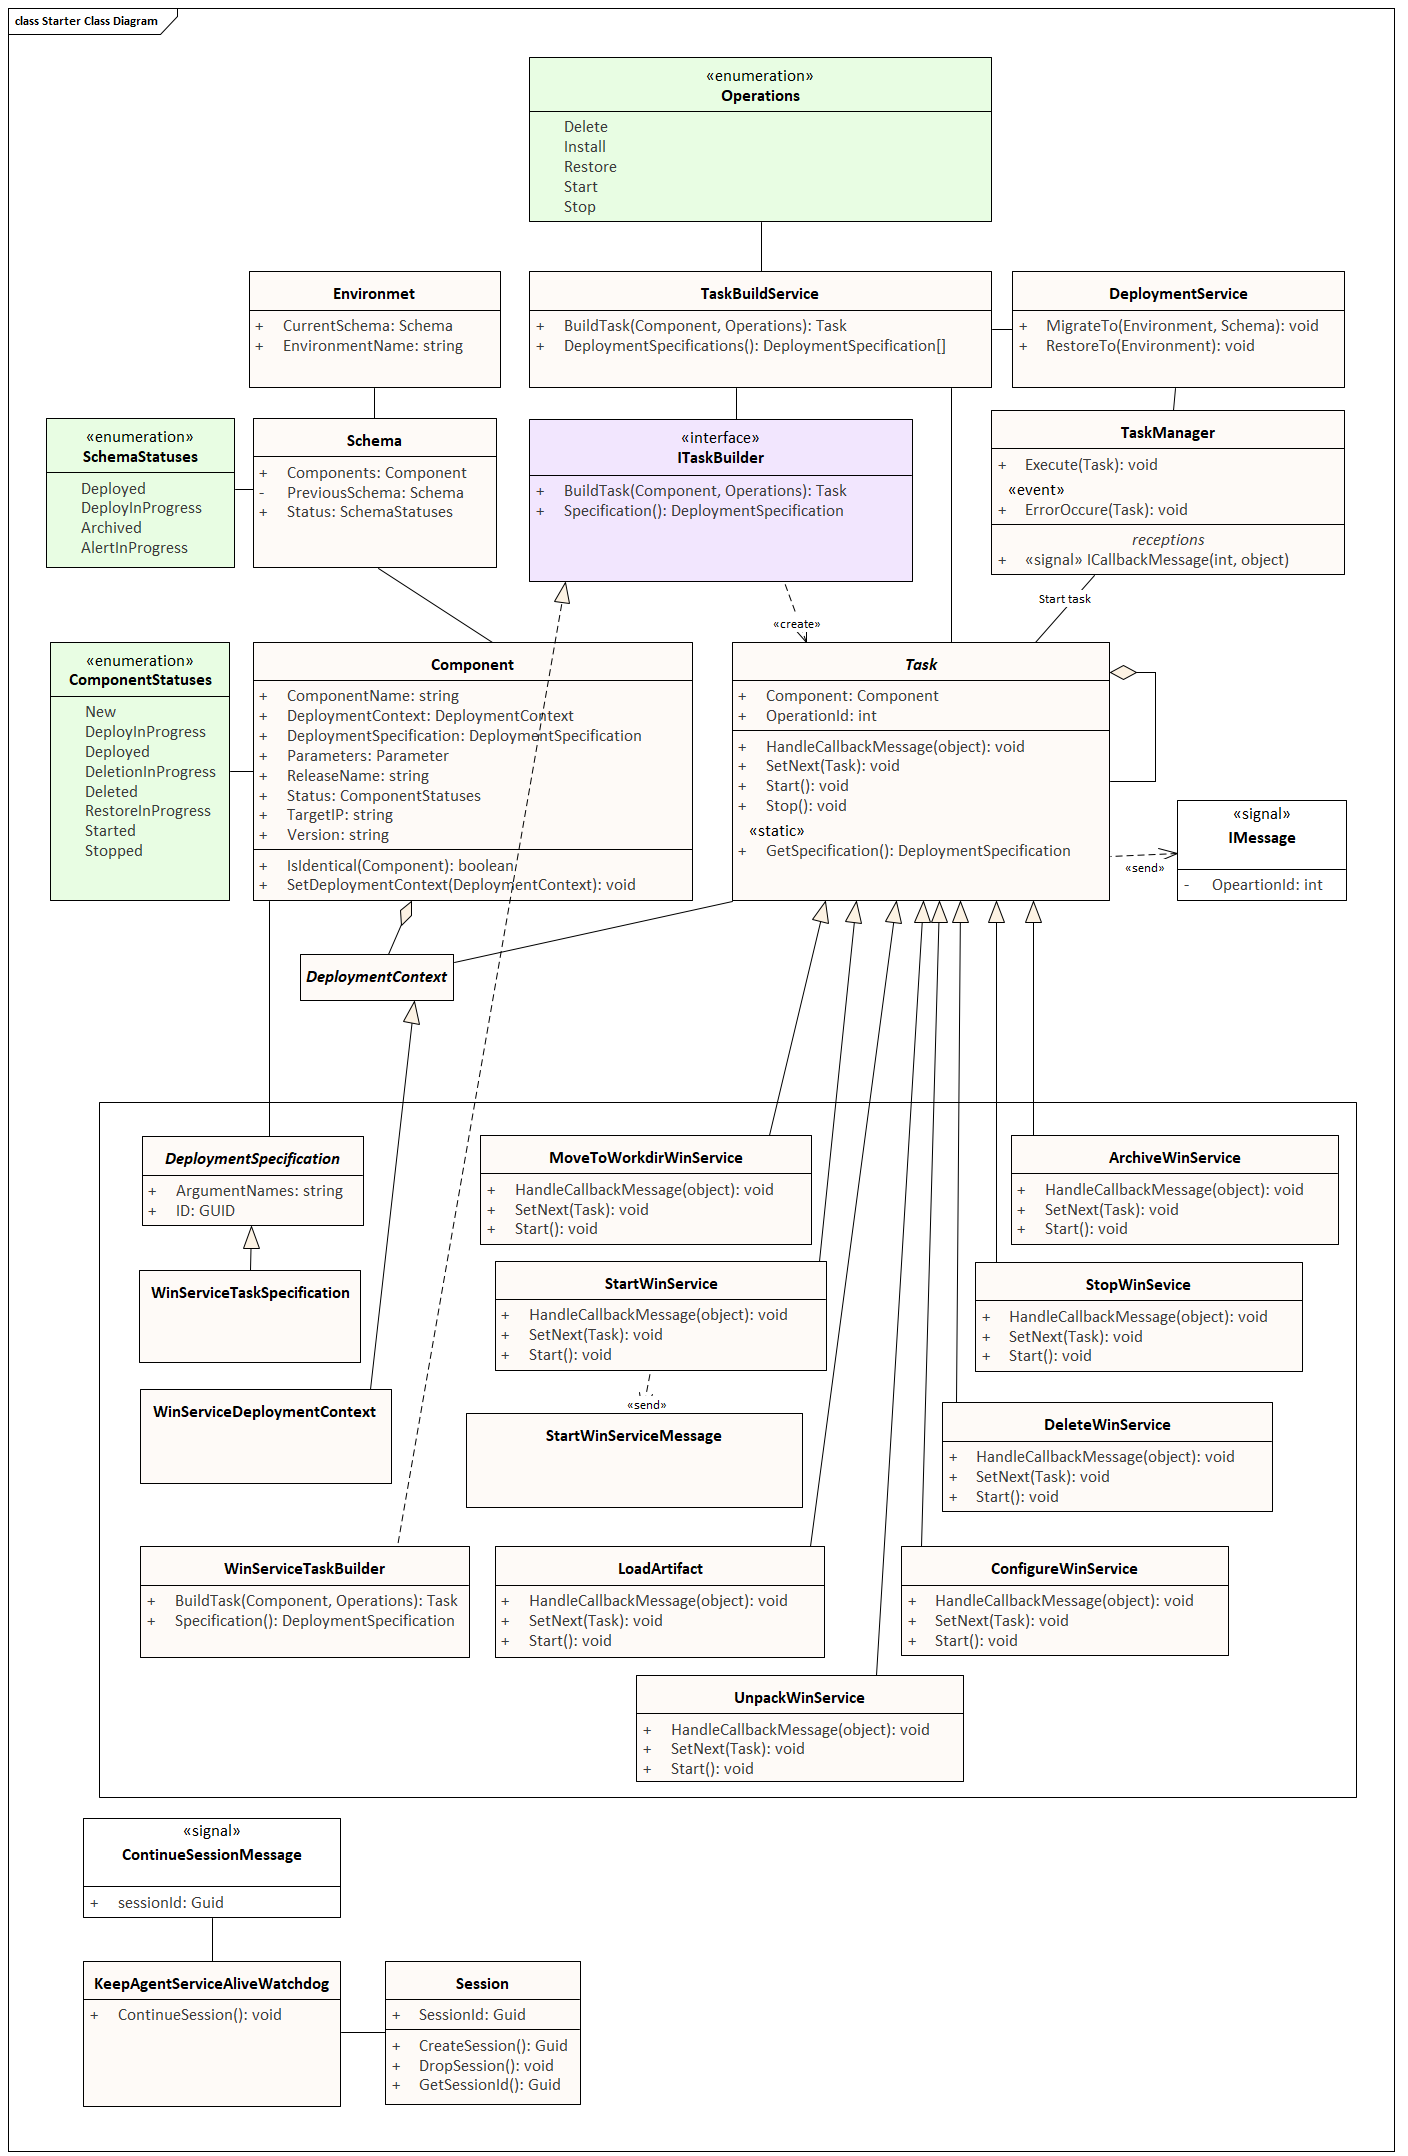 class Starter Class Diagram
«enumeration»
Operations
Delete
Install
Restore
Start
Stop
Environmet
+ CurrentSchema: Schema
+ EnvironmentName: string
TaskBuildService
+ BuildTask(Component, Operations): Task
+ DeploymentSpecifications(): DeploymentSpecification[]
DeploymentService
+ MigrateTo(Environment, Schema): void
+ RestoreTo(Environment): void
«enumeration»
SchemaStatuses
Deployed
DeployInProgress
Archived
AlertInProgress
Schema
+ Components: Component
- PreviousSchema: Schema
+ Status: SchemaStatuses
«interface»
ITaskBuilder
+ BuildTask(Component, Operations): Task
+ Specification(): DeploymentSpecification
TaskManager
+ Execute(Task): void
«event»
+ ErrorOccure(Task): void
receptions
+ «signal» ICallbackMessage(int, object)
Start task
«create»
«enumeration»
ComponentStatuses
New
DeployInProgress
Deployed
DeletionInProgress
Deleted
RestoreInProgress
Started
Stopped
Component
+ ComponentName: string
+ DeploymentContext: DeploymentContext
+ DeploymentSpecification: DeploymentSpecification
+ Parameters: Parameter
+ ReleaseName: string
+ Status: ComponentStatuses
+ TargetIP: string
+ Version: string
+ IsIdentical(Component): boolean
+ SetDeploymentContext(DeploymentContext): void
Task
+ Component: Component
+ OperationId: int
+ HandleCallbackMessage(object): void
+ SetNext(Task): void
+ Start(): void
+ Stop(): void
«static»
+ GetSpecification(): DeploymentSpecification
«send»
«signal»
IMessage
- OpeartionId: int
DeploymentContext
DeploymentSpecification
+ ArgumentNames: string
+ ID: GUID
MoveToWorkdirWinService
+ HandleCallbackMessage(object): void
+ SetNext(Task): void
+ Start(): void
ArchiveWinService
+ HandleCallbackMessage(object): void
+ SetNext(Task): void
+ Start(): void
WinServiceTaskSpecification
StartWinService
+ HandleCallbackMessage(object): void
+ SetNext(Task): void
+ Start(): void
StopWinSevice
+ HandleCallbackMessage(object): void
+ SetNext(Task): void
+ Start(): void
WinServiceDeploymentContext
«send»
StartWinServiceMessage
DeleteWinService
+ HandleCallbackMessage(object): void
+ SetNext(Task): void
+ Start(): void
WinServiceTaskBuilder
+ BuildTask(Component, Operations): Task
+ Specification(): DeploymentSpecification
LoadArtifact
+ HandleCallbackMessage(object): void
+ SetNext(Task): void
+ Start(): void
ConfigureWinService
+ HandleCallbackMessage(object): void
+ SetNext(Task): void
+ Start(): void
UnpackWinService
+ HandleCallbackMessage(object): void
+ SetNext(Task): void
+ Start(): void
«signal»
ContinueSessionMessage
+ sessionId: Guid
KeepAgentServiceAliveWatchdog
+ ContinueSession(): void
Session
+ SessionId: Guid
+ CreateSession(): Guid
+ DropSession(): void
+ GetSessionId(): Guid